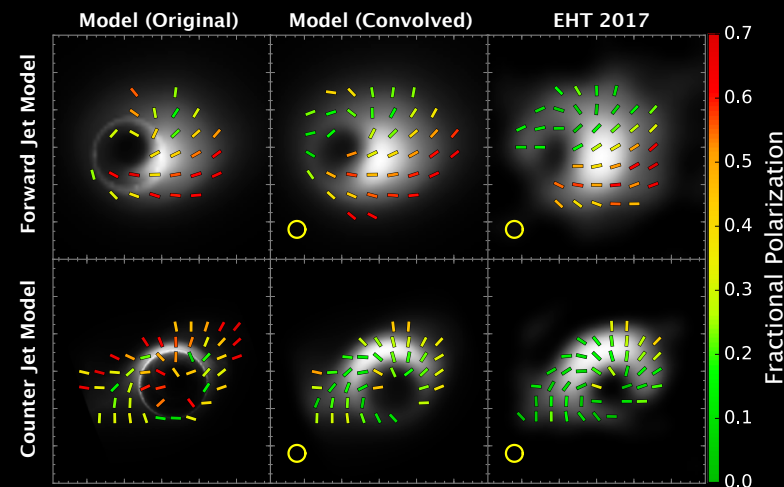 Model (Original) Model (Convolved) EHT 2017
Forward Jet Model
Counter Jet Model
0.7
0.6
0.5
0.4
0.3
0.2
0.1
0.0
Fractional Polarization